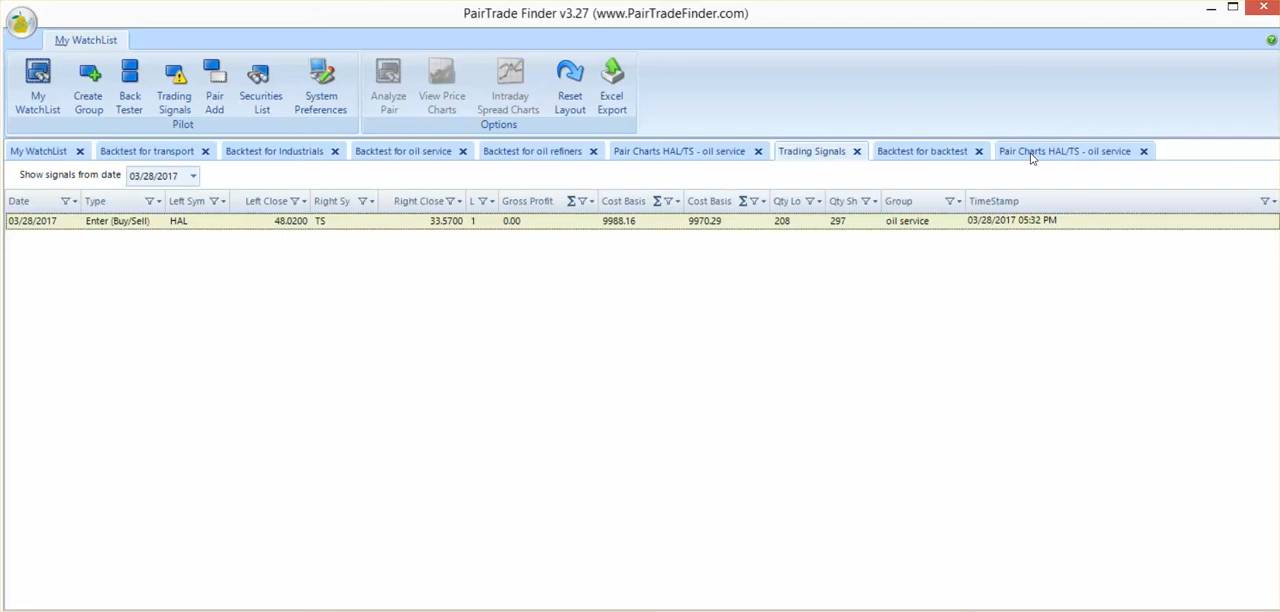 PairTrade Finder v3.27 (www.PairTradeFinder.com)
My WatchList
My WatchList
Create Group
Back Tester
Trading Signals
Pair Add
Securities List
System Preferences
Analyze Pair
View Price Charts
Intraday Spread Charts
Reset Layout
Excel Export
Pilot
Options
My WatchList Backtest for transport Backtest for Industrials Backtest for oil service Backtest for oil refiners Pair Charts HAL/TS - oil service Trading Signals Backtest for backtest Pair Charts HAL/TS - oil service
Show signals from date 03/28/2017
Date Type Left Sym Left Close Right Sy Right Close L Gross Profit Σ Cost Basis Σ Cost Basis Σ Qty Lo Qty Sh Group TimeStamp
03/28/2017 Enter (Buy/Sell) HAL 48.0200 TS 33.5700 1 0.00 9988.16 9970.29 208 297 oil service 03/28/2017 05:32 PM